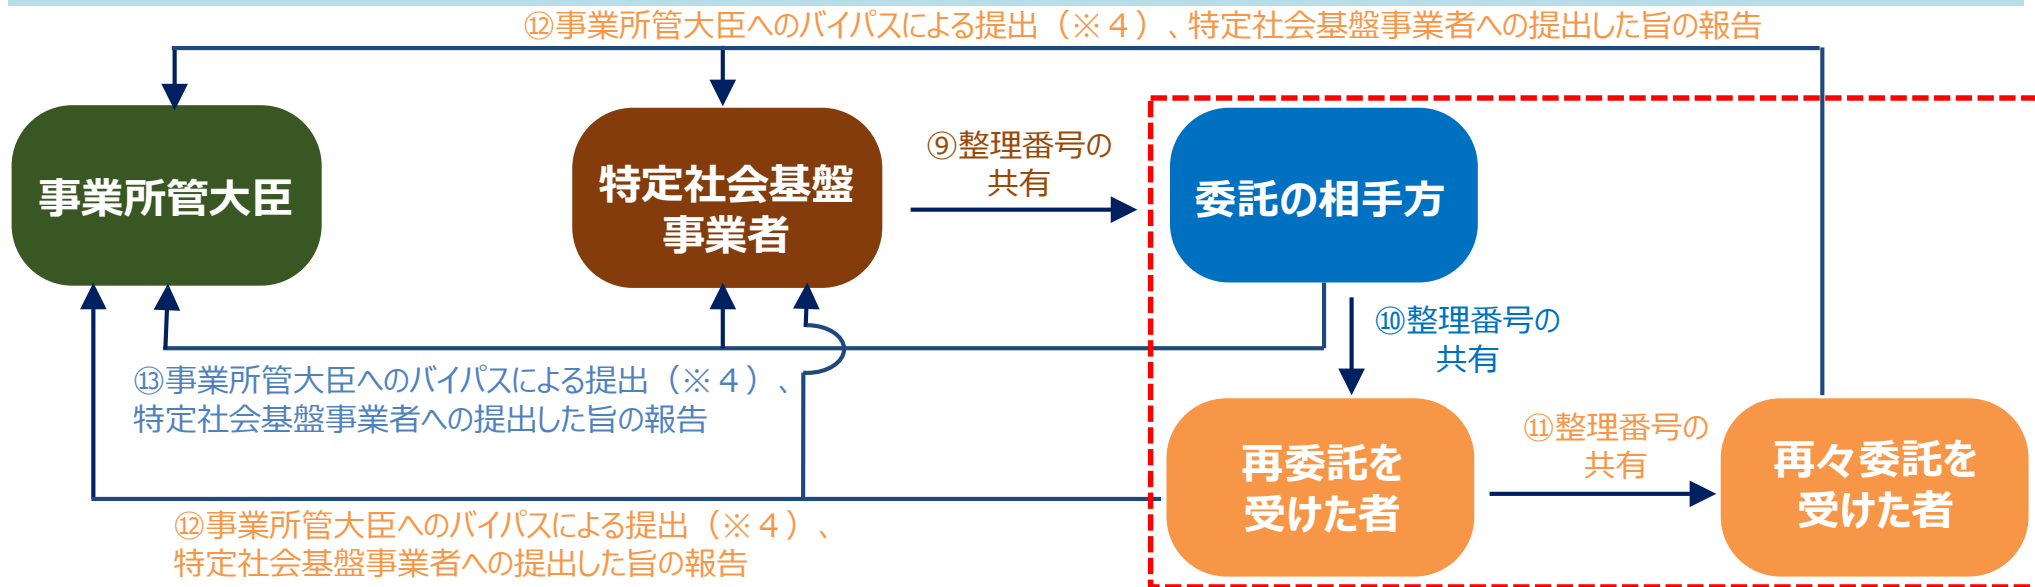 ⑫事業所管大臣へのバイパスによる提出（※４）、特定社会基盤事業者への提出した旨の報告
事業所管大臣
特定社会基盤
事業者
⑨整理番号の
共有
委託の相手方
⑩整理番号の
共有
⑬事業所管大臣へのバイパスによる提出（※４）、
特定社会基盤事業者への提出した旨の報告
再委託を
受けた者
⑪整理番号の
共有
再々委託を
受けた者
⑫事業所管大臣へのバイパスによる提出（※４）、
特定社会基盤事業者への提出した旨の報告